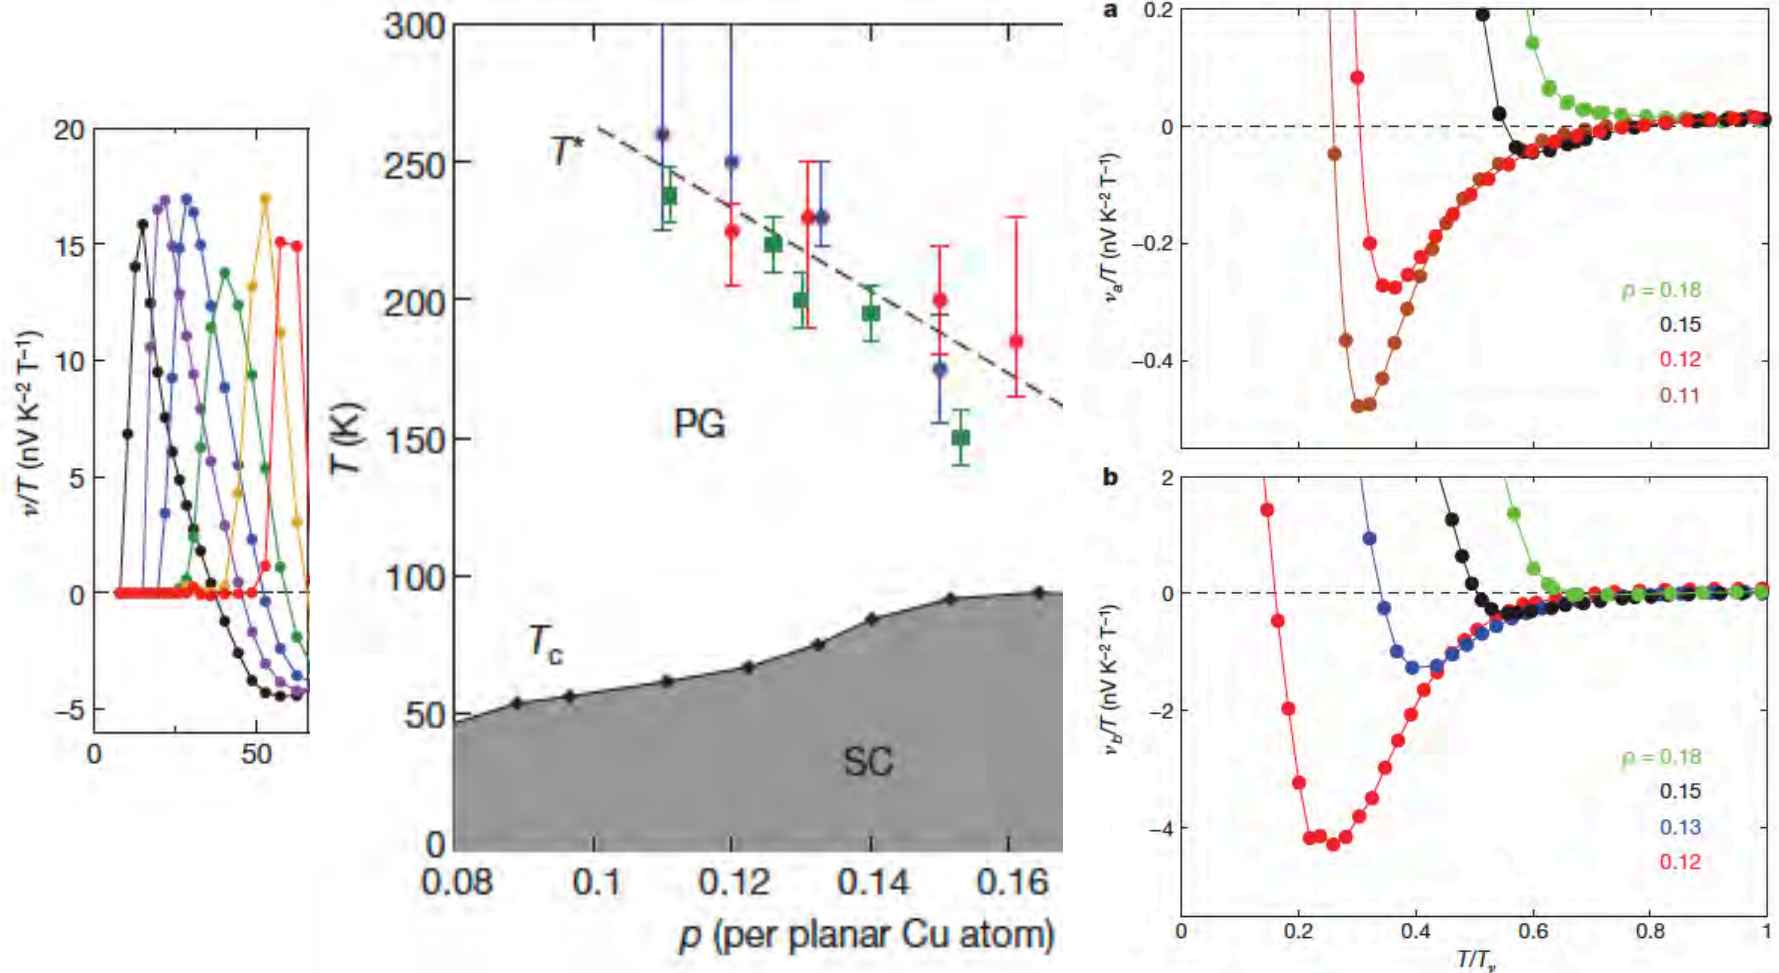 20
15
10
5
0
−5
0
50
ν/T (nV K−2 T−1)
300
250
200
150
100
50
0
T (K)
T*
PG
Tc
SC
0.08
0.1
0.12
0.14
0.16
ρ (per planar Cu atom)
a
0.2
0
−0.2
−0.4
νa/T (nV K−2 T−1)
ρ = 0.18
0.15
0.12
0.11
b
2
0
−2
−4
νb/T (nV K−2 T−1)
ρ = 0.18
0.15
0.13
0.12
0
0.2
0.4
0.6
0.8
1
T/Tν